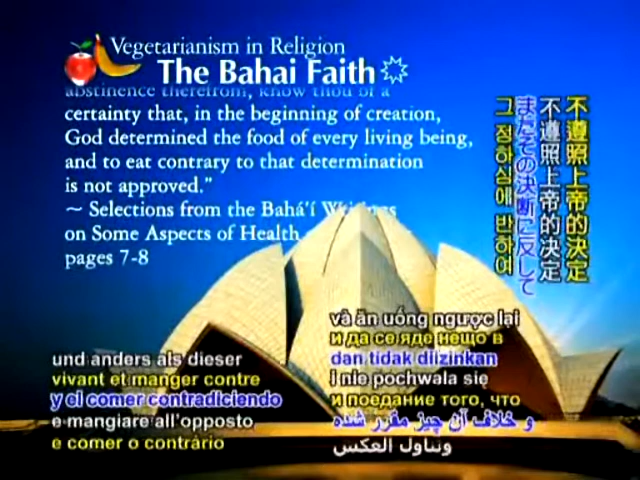 Vegetarianism in Religion
The Bahai Faith
abstinence therefrom, know thou of a
certainty that, in the beginning of creation,
God determined the food of every living being,
and to eat contrary to that determination
is not approved."
~ Selections from the Bahá'í Writings
on Some Aspects of Health
pages 7-8
不遵照上帝的決定
不遵照上帝的決定
またその決断に反して
그 정하심에 반하여
und anders als dieser
vivant et manger contre
y el comer contradiciendo
e mangiare all'opposto
e comer o contrário
và ăn uống ngược lại
и да се яде нещо в
dan tidak diizinkan
i nie pochwala się
и поедание того, что
و خلاف آن چیز مقرر شده
وتناول العكس